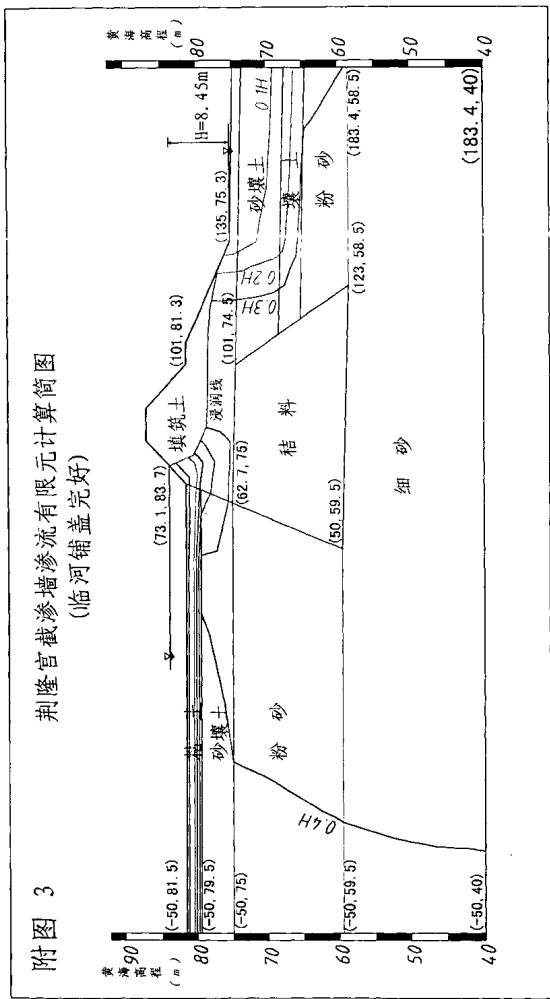 附图 3
荆隆宫截渗墙渗流有限元计算简图
(临河铺盖完好)
黄海高程
(m)
90
80
70
60
50
40
黄海高程
(m)
80
70
60
50
40
(-50, 81.5)
(-50, 79.5)
(-50, 75)
(-50, 59.5)
(-50, 40)
粘土
砂壤土
粉砂
0.4H
(73.1, 83.7)
填筑土
浸润线
(62.7, 75)
(50, 59.5)
秸料
细砂
(101, 81.3)
(101, 74.5)
0.3H
0.2H
0.1H
(135, 75.3)
H=8.45m
砂壤土
壤土
粉砂
(123, 58.5)
(183.4, 58.5)
(183.4, 40)